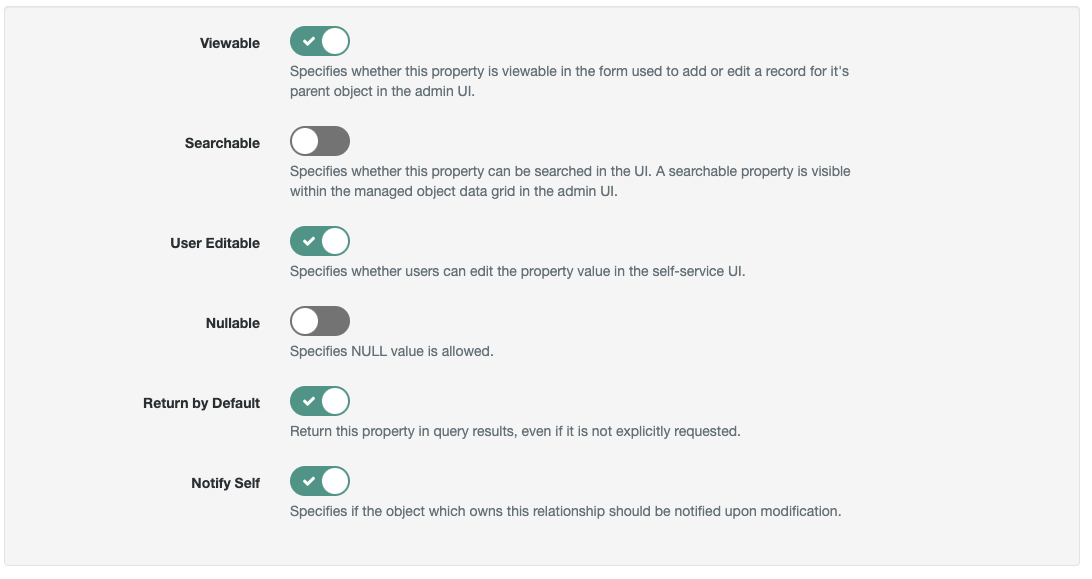 Viewable
Specifies whether this property is viewable in the form used to add or edit a record for it's
parent object in the admin UI.
Searchable
Specifies whether this property can be searched in the UI. A searchable property is visible
within the managed object data grid in the admin UI.
User Editable
Specifies whether users can edit the property value in the self-service UI.
Nullable
Specifies NULL value is allowed.
Return by Default
Return this property in query results, even if it is not explicitly requested.
Notify Self
Specifies if the object which owns this relationship should be notified upon modification.